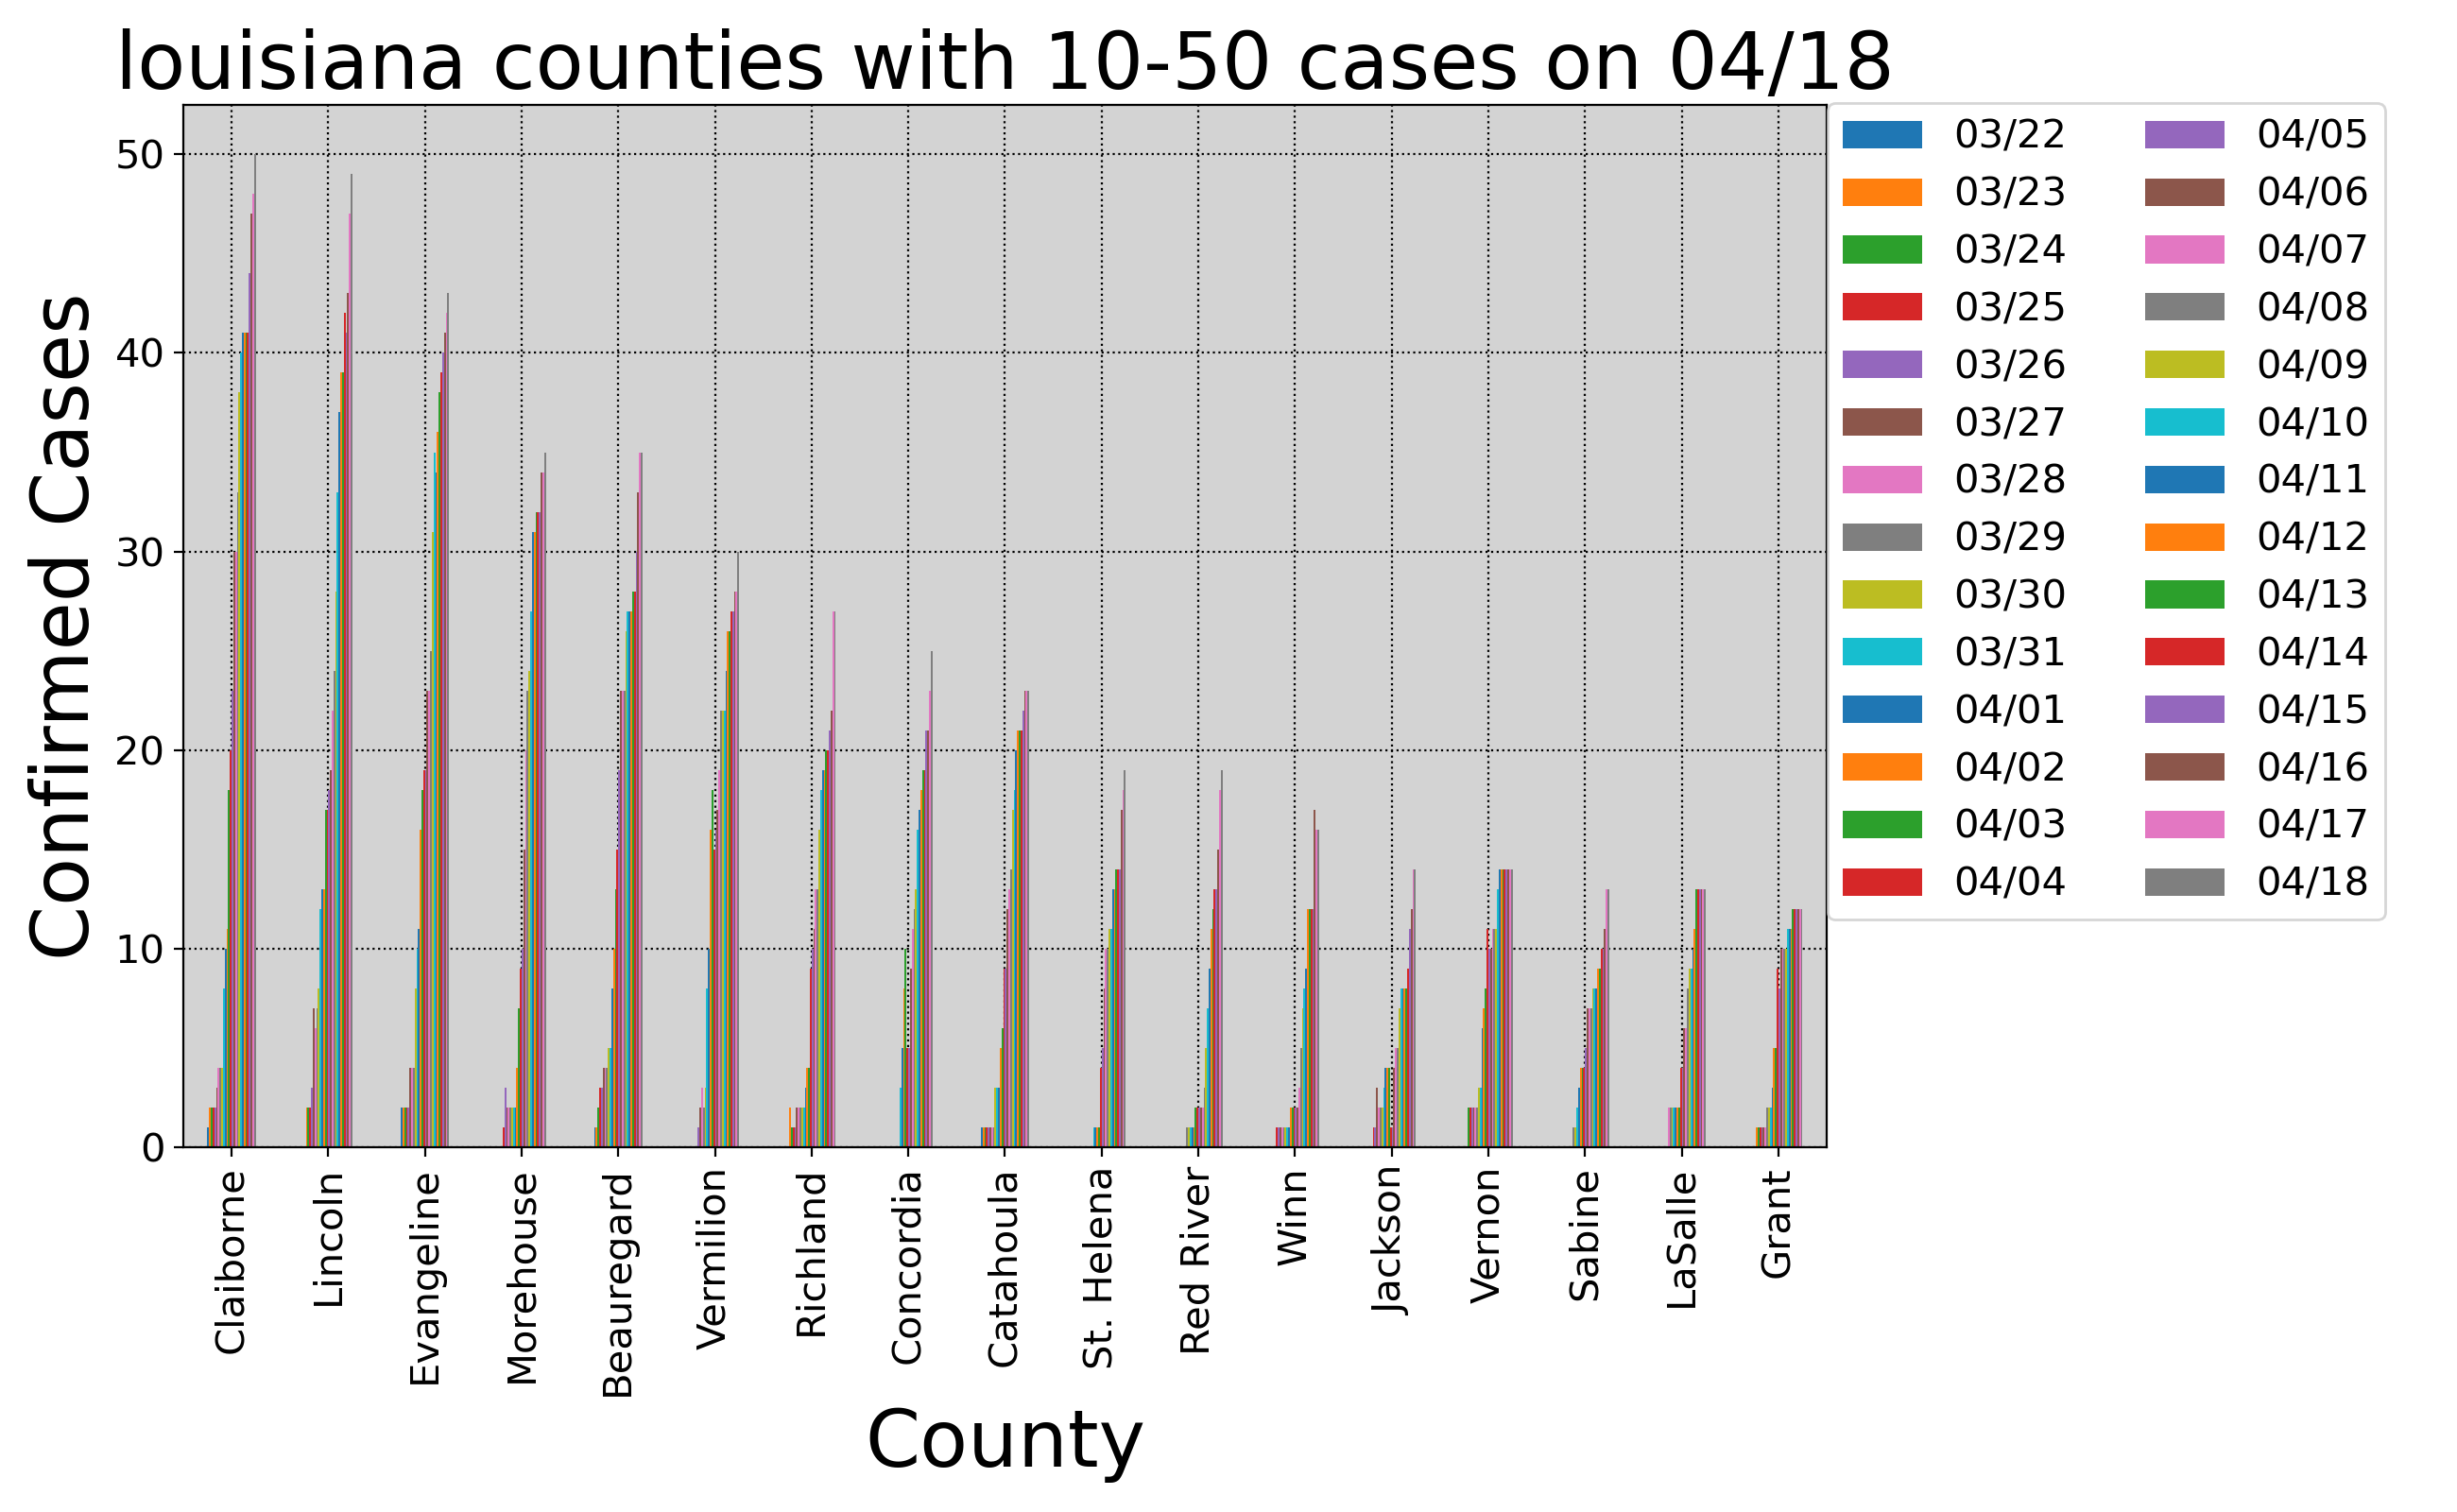 louisiana counties with 10-50 cases on 04/18
Confirmed Cases
50
40
30
20
10
0
Claiborne
Lincoln
Evangeline
Morehouse
Beauregard
Vermilion
Richland
Concordia
Catahoula
St. Helena
Red River
Winn
Jackson
Vernon
Sabine
LaSalle
Grant
County
03/22
03/23
03/24
03/25
03/26
03/27
03/28
03/29
03/30
03/31
04/01
04/02
04/03
04/04
04/05
04/06
04/07
04/08
04/09
04/10
04/11
04/12
04/13
04/14
04/15
04/16
04/17
04/18